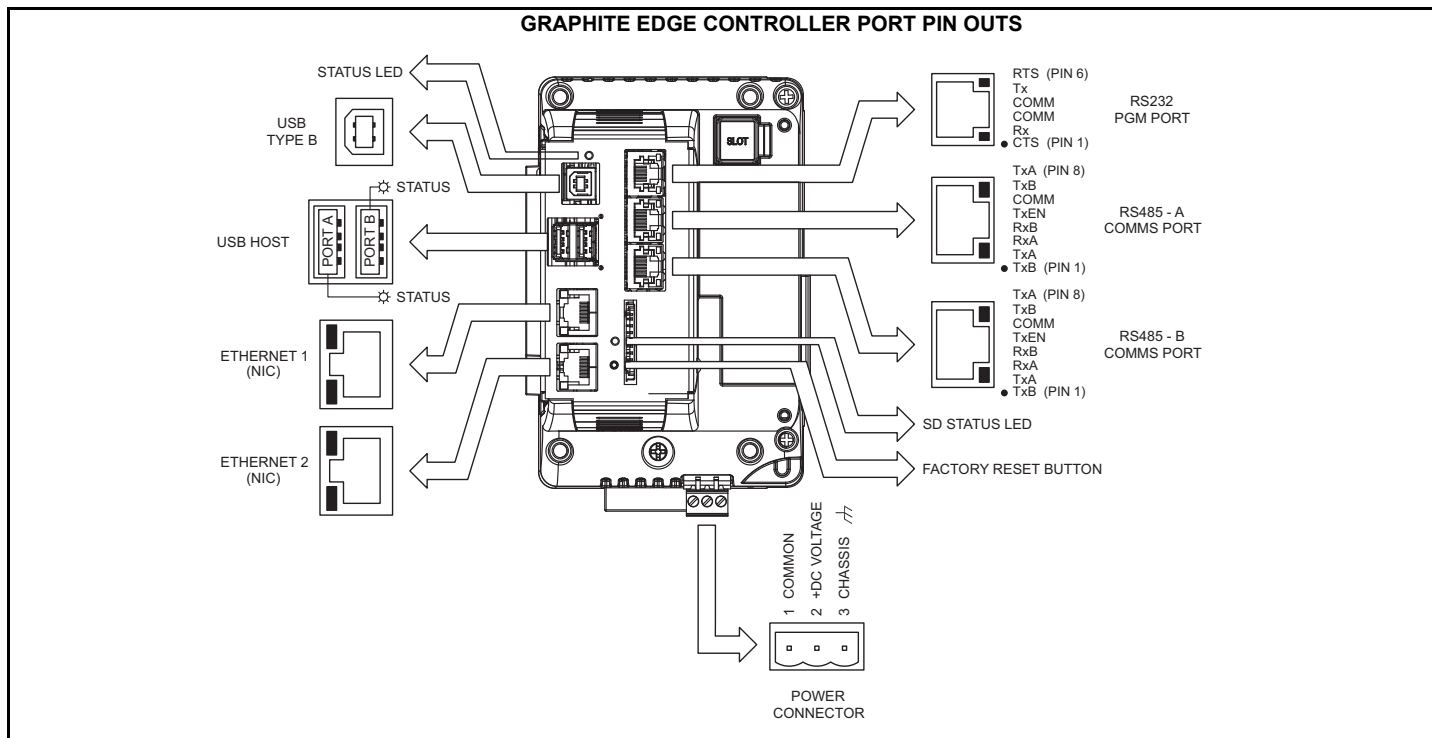 GRAPHITE EDGE CONTROLLER PORT PIN OUTS
STATUS LED
USB
TYPE B
STATUS
PORT A
PORT B
USB HOST
STATUS
ETHERNET 1
(NIC)
ETHERNET 2
(NIC)
SLOT
RTS (PIN 6)
Tx
COMM
COMM
Rx
CTS (PIN 1)
RS232
PGM PORT
TxA (PIN 8)
TxB
COMM
TxEN
RxB
RxA
TxA
TxB (PIN 1)
RS485 - A
COMMS PORT
TxA (PIN 8)
TxB
COMM
TxEN
RxB
RxA
TxA
TxB (PIN 1)
RS485 - B
COMMS PORT
SD STATUS LED
FACTORY RESET BUTTON
1 COMMON
2 +DC VOLTAGE
3 CHASSIS
POWER
CONNECTOR